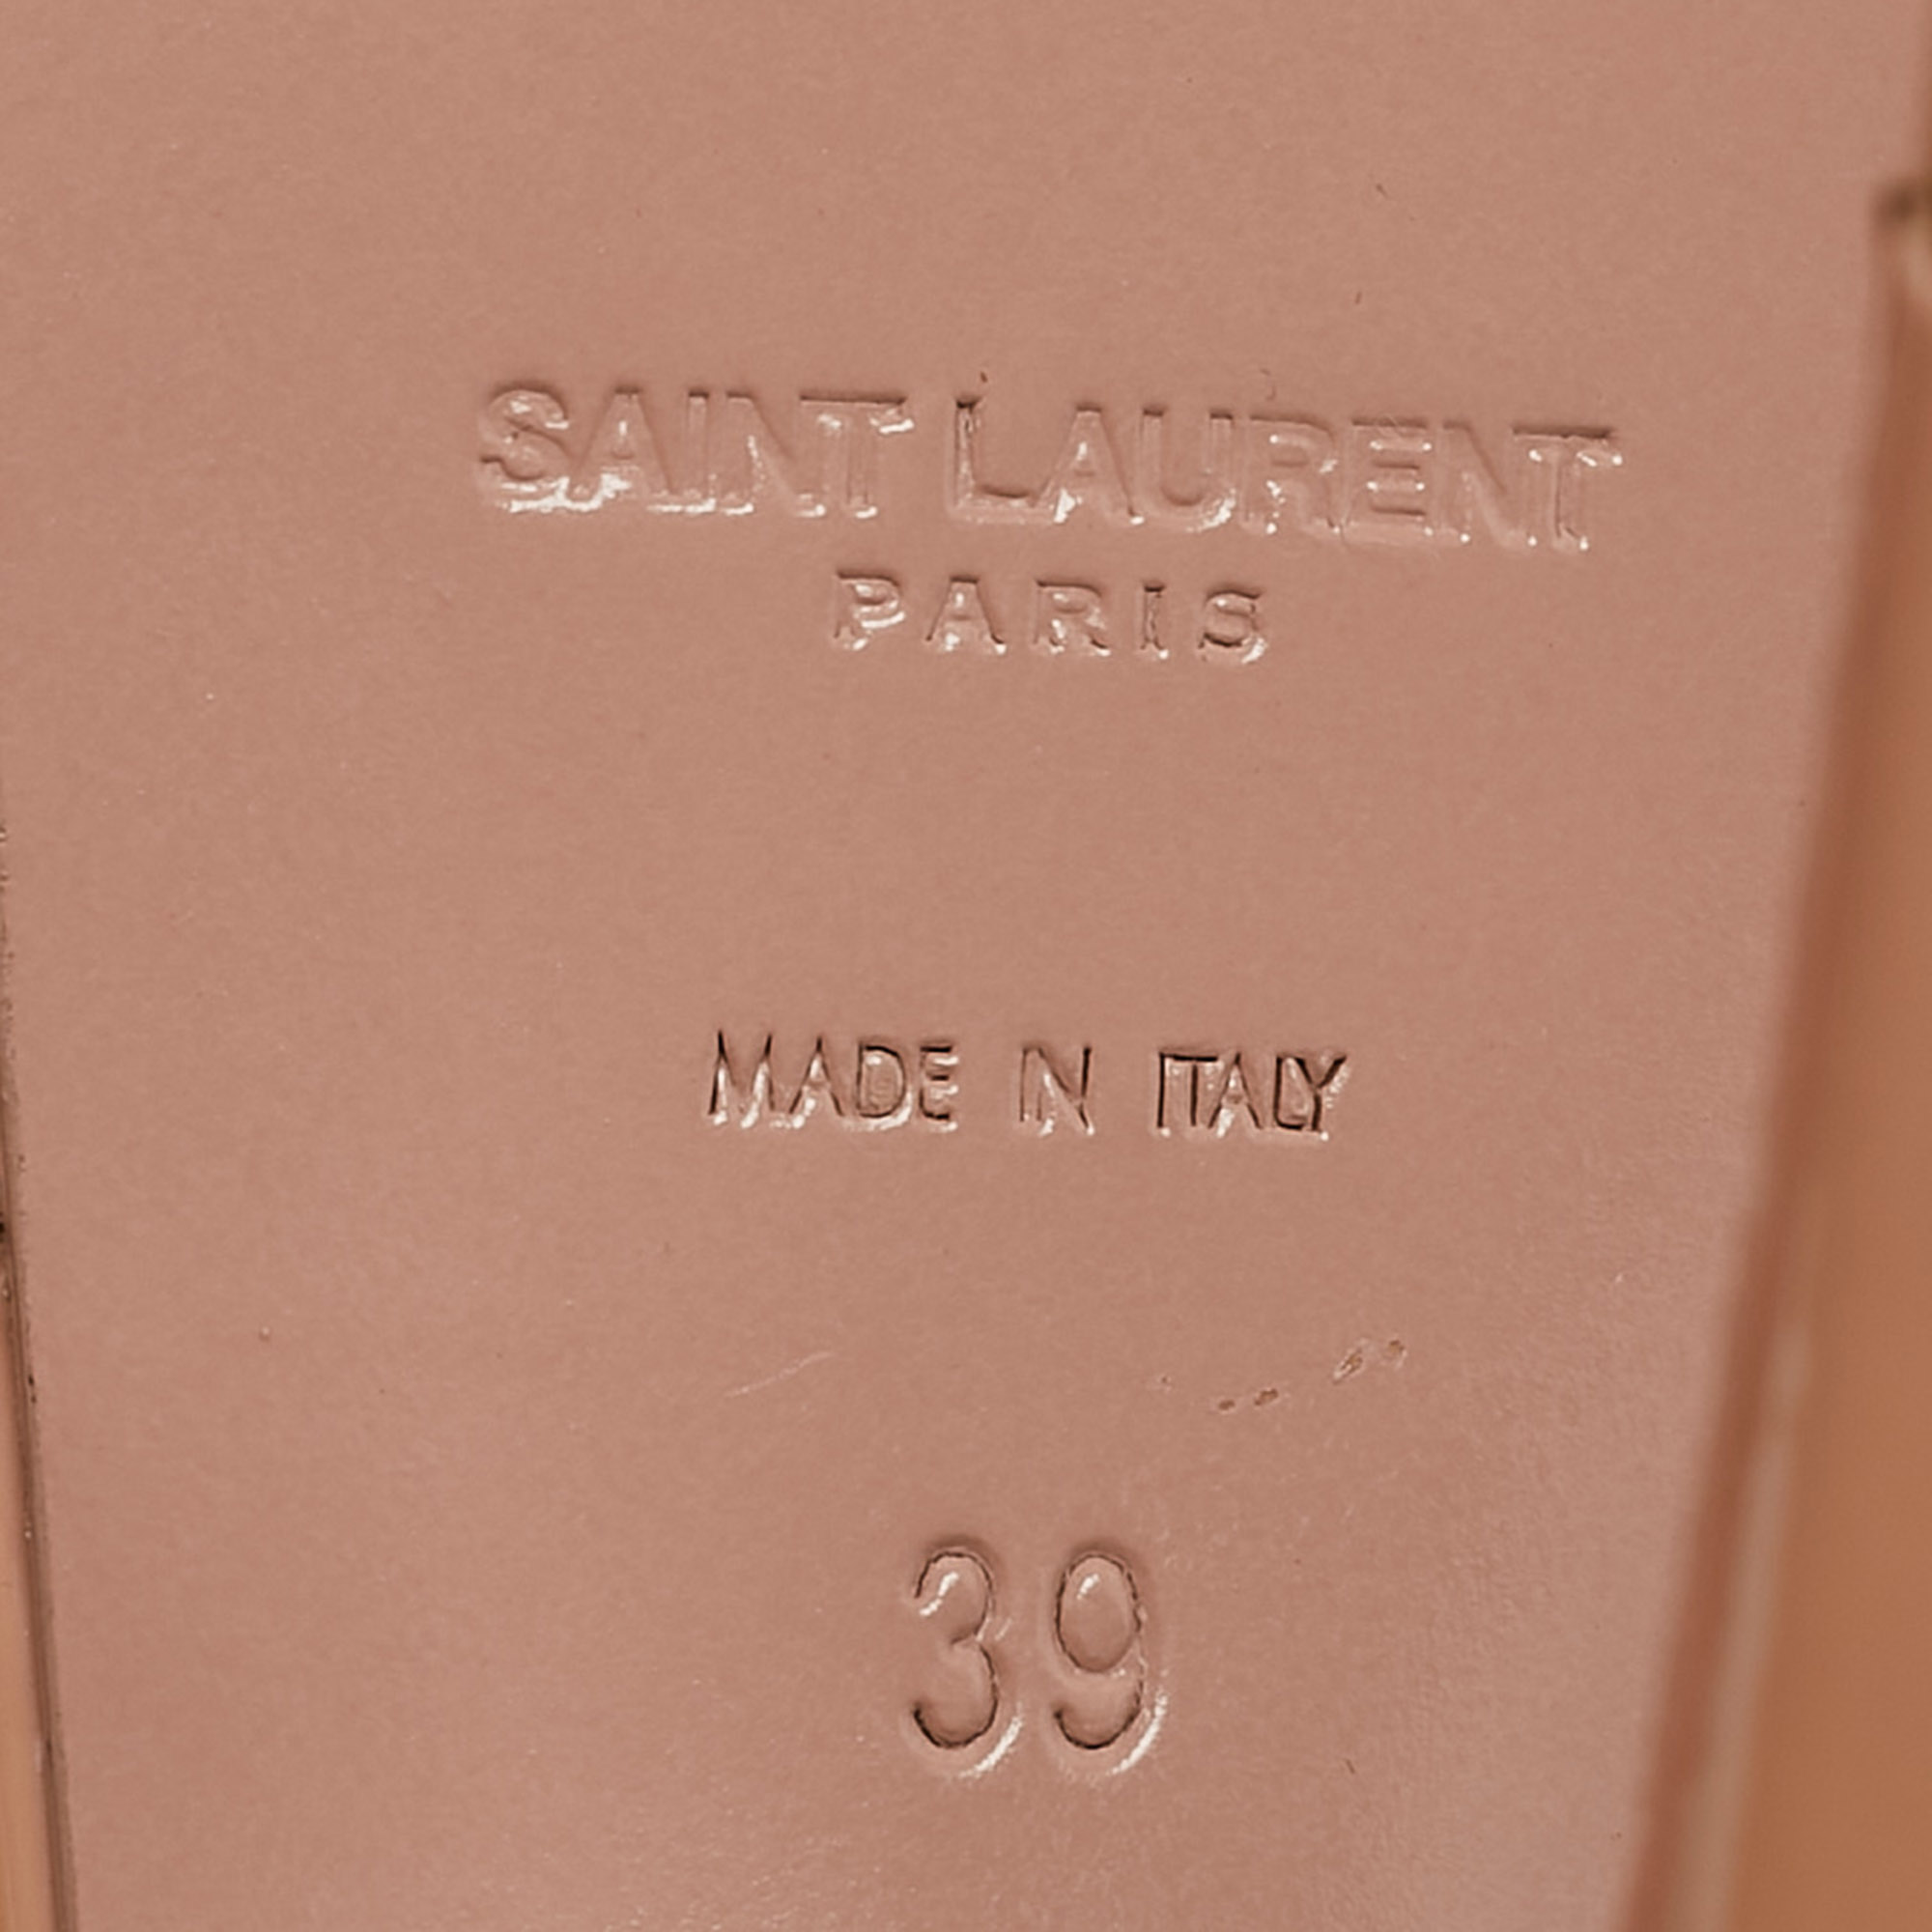 SAINT LAURENT
PARIS
MADE IN ITALY
39